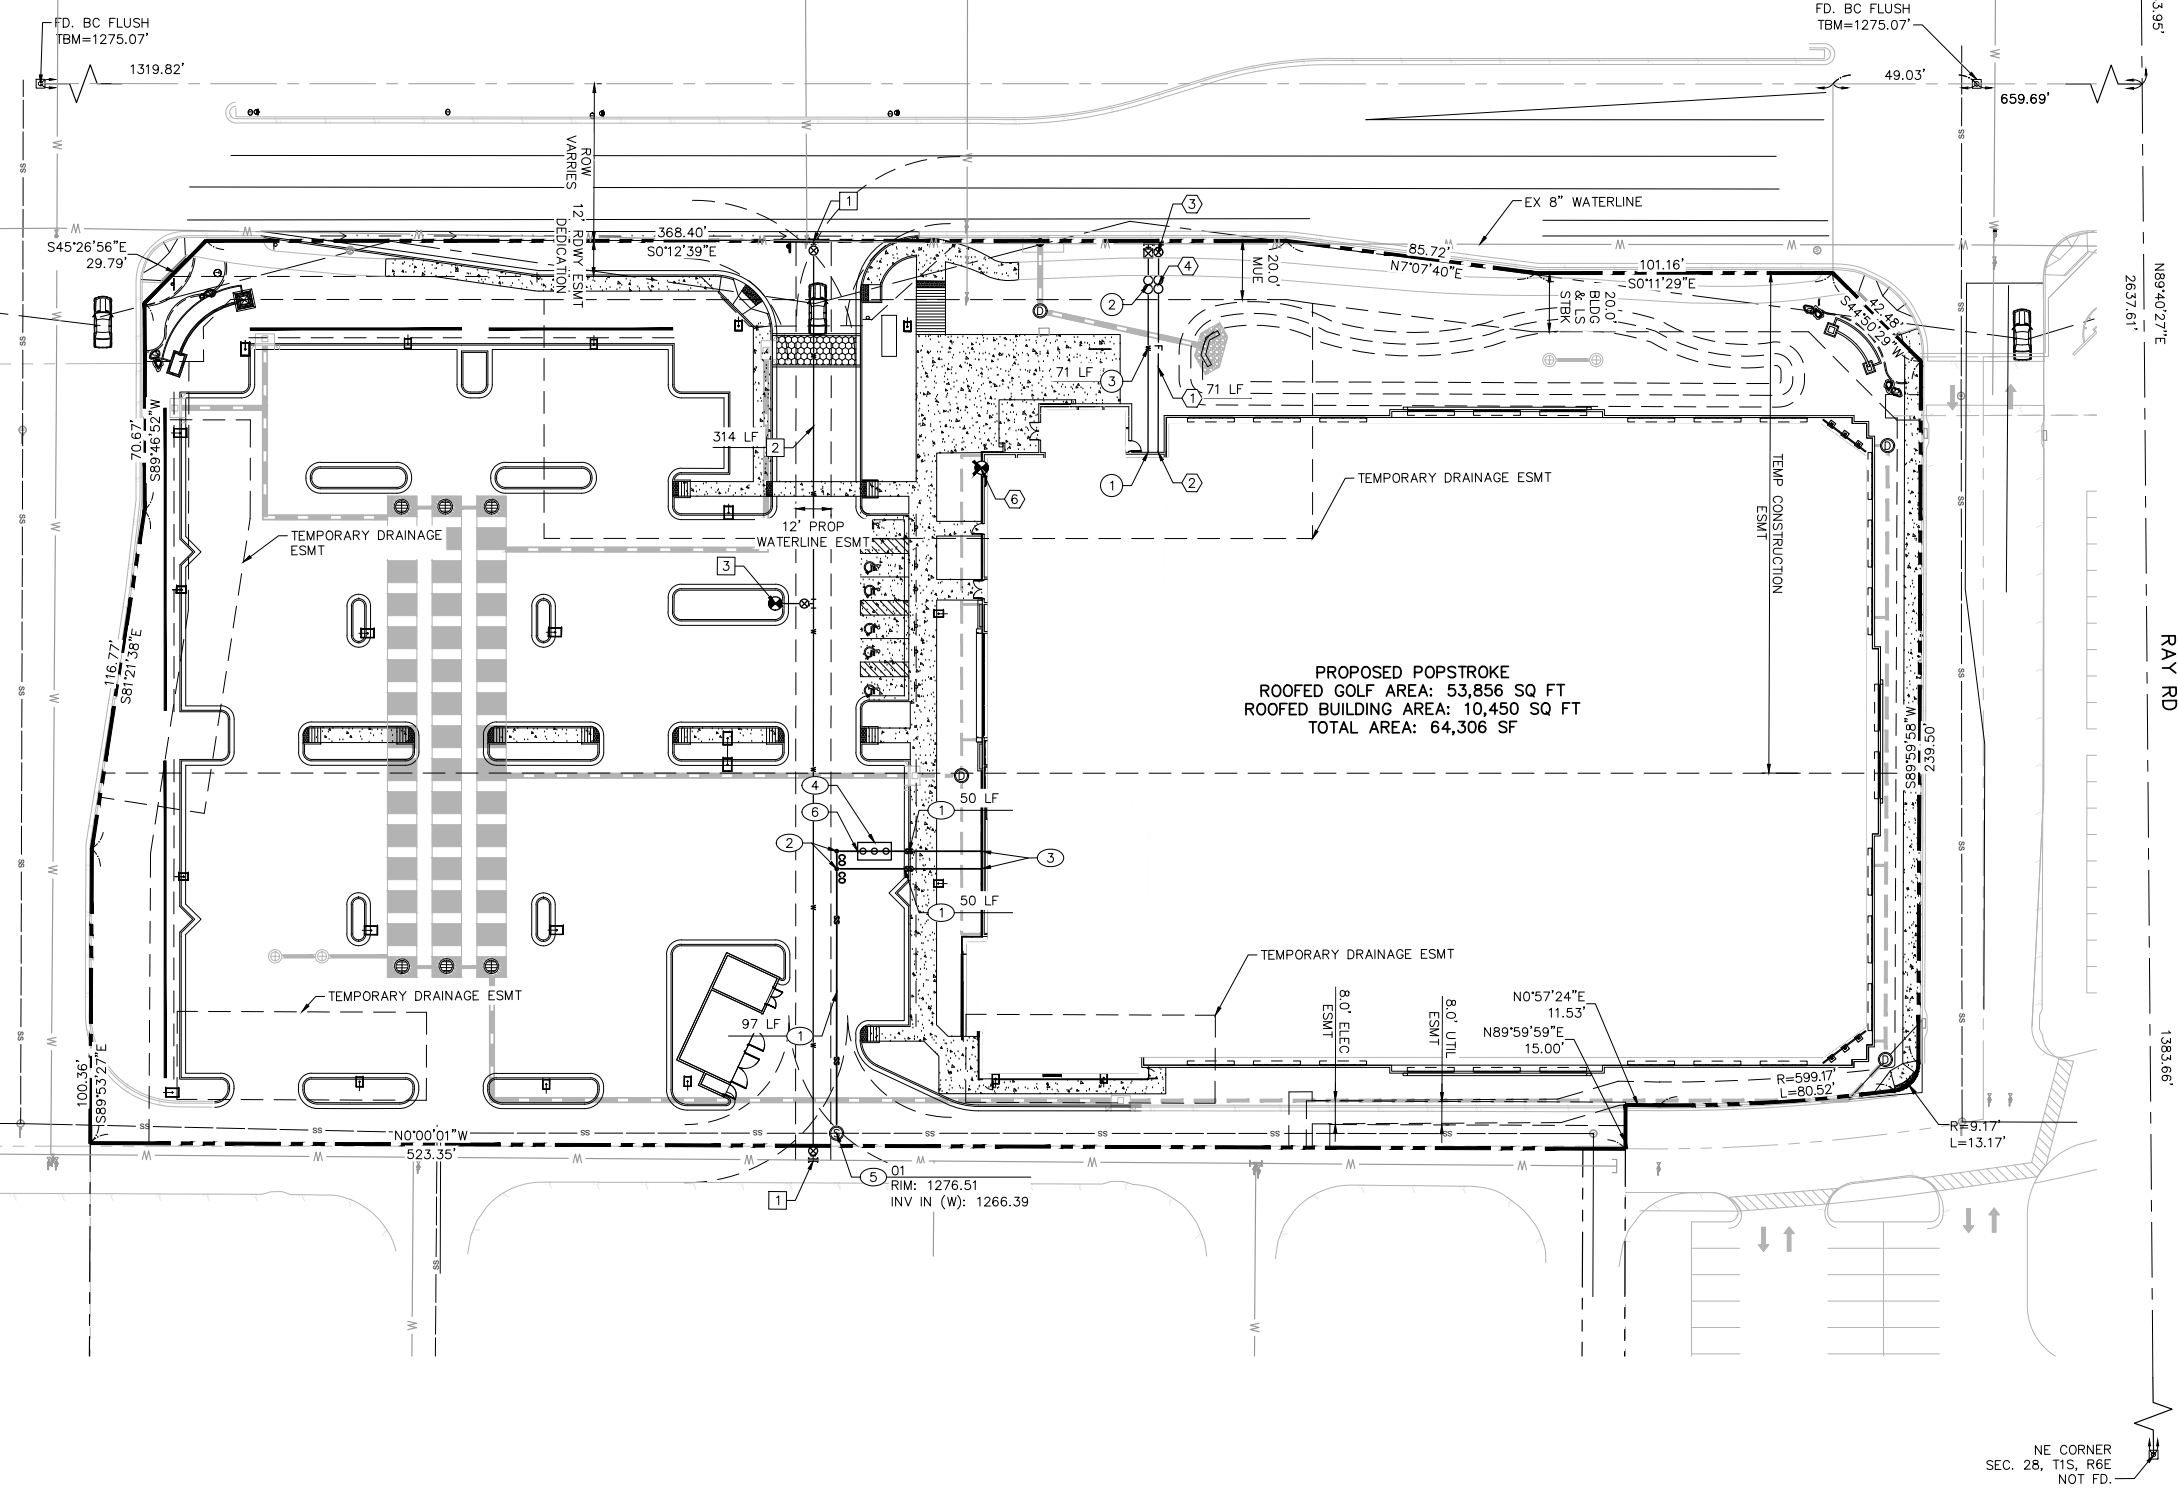 FD. BC FLUSH
TBM=1275.07'
1319.82'
FD. BC FLUSH
TBM=1275.07'
49.03'
659.69'
3.95'
ROW
VARRIES
12' RDWY ESMT
DEDICATION
1
3
EX 8" WATERLINE
S45°26'56"E
29.79'
368.40'
S0°12'39"E
20.0'
MUE
4
2
85.72'
N7°07'40"E
101.16'
S0°11'29"E
20.0'
BLDG
& LS
STBK
42.48'
S44°50'29"W
N89°40'27"E
2637.61'
71 LF
3
71 LF
1
70.67'
S89°46'52"W
314 LF
2
1
2
6
TEMPORARY DRAINAGE ESMT
TEMP CONSTRUCTION
ESMT
TEMPORARY DRAINAGE
ESMT
12' PROP
WATERLINE ESMT
3
116.77'
S81°21'38"E
PROPOSED POPSTROKE
ROOFED GOLF AREA: 53,856 SQ FT
ROOFED BUILDING AREA: 10,450 SQ FT
TOTAL AREA: 64,306 SF
RAY RD
S89°59'58"W
239.50'
4
6
2
1
50 LF
3
1
50 LF
TEMPORARY DRAINAGE ESMT
TEMPORARY DRAINAGE ESMT
97 LF
1
8.0' ELEC
ESMT
8.0' UTIL
ESMT
N0°57'24"E
11.53'
N89°59'59"E
15.00'
R=599.17'
L=80.52'
R=9.17'
L=13.17'
1383.66'
100.36'
S89°53'27"E
N0°00'01"W
523.35'
5
01
RIM: 1276.51
INV IN (W): 1266.39
1
NE CORNER
SEC. 28, T1S, R6E
NOT FD.